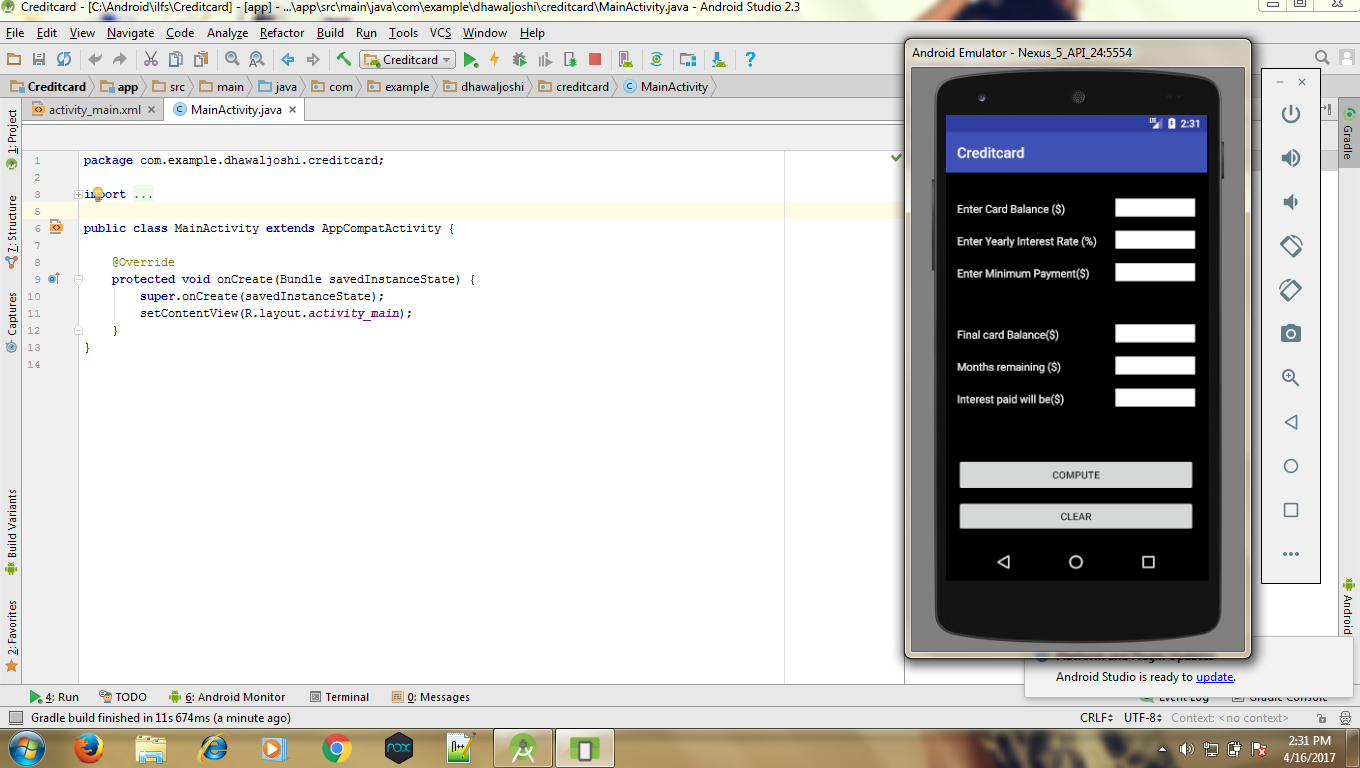 Creditcard - [C:\Android\ilfs\Creditcard] - [app] - ...\app\src\main\java\com\example\dhawaljoshi\creditcard\MainActivity.java - Android Studio 2.3
File Edit View Navigate Code Analyze Refactor Build Run Tools VCS Window Help
Creditcard
Creditcard app src main java com example dhawaljoshi creditcard MainActivity
activity_main.xml MainActivity.java
1: Project
7: Structure
Captures
Build Variants
2: Favorites
1 package com.example.dhawaljoshi.creditcard;
2
3 import ...
5
6 public class MainActivity extends AppCompatActivity {
7
8 @Override
9 protected void onCreate(Bundle savedInstanceState) {
10 super.onCreate(savedInstanceState);
11 setContentView(R.layout.activity_main);
12 }
13 }
14
Android Emulator - Nexus_5_API_24:5554
LTE 2:31
Creditcard
Enter Card Balance ($)
Enter Yearly Interest Rate (%)
Enter Minimum Payment($)
Final card Balance($)
Months remaining ($)
Interest paid will be($)
COMPUTE
CLEAR
Gradle
Android
Platform and Plugin Updates
Android Studio is ready to update.
4: Run TODO 6: Android Monitor Terminal 0: Messages Event Log Gradle Console
Gradle build finished in 11s 674ms (a minute ago) CRLF UTF-8 Context: <no context>
nox
2:31 PM
4/16/2017